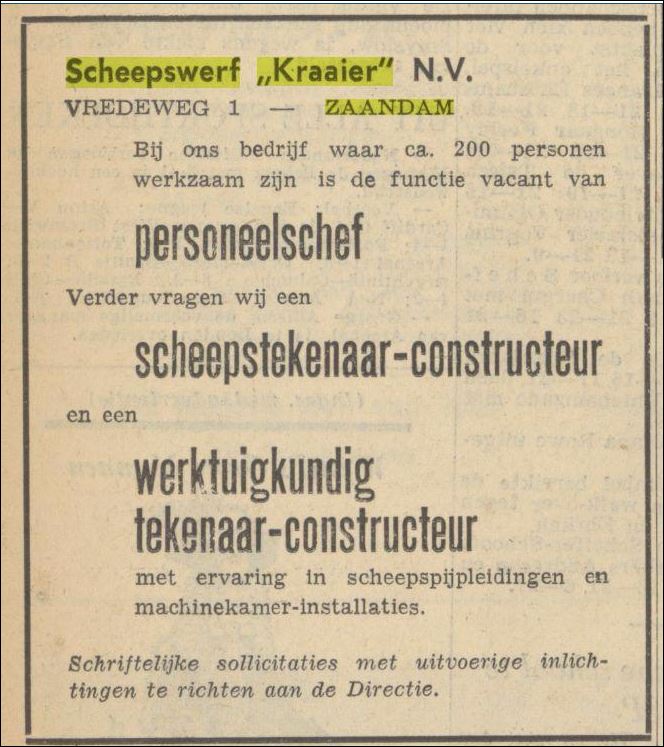 Scheepswerf „Kraaier” N.V.
VREDEWEG 1 — ZAANDAM
Bij ons bedrijf waar ca. 200 personen
werkzaam zijn is de functie vacant van
personeelschef
Verder vragen wij een
scheepstekenaar-constructeur
en een
werktuigkundig
tekenaar-constructeur
met ervaring in scheepspijpleidingen en
machinekamer-installaties.
Schriftelijke sollicitaties met uitvoerige inlich-
tingen te richten aan de Directie.